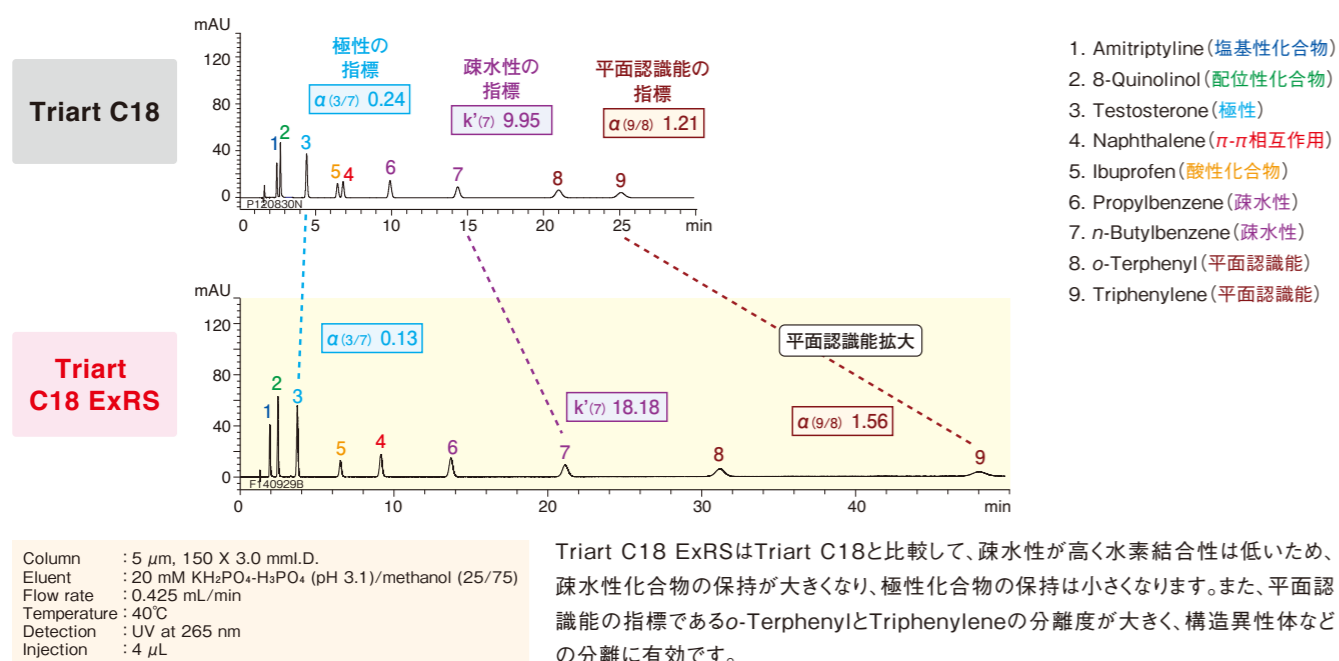 mAU
120
80
40
0
Triart C18
極性の
指標
α(3/7) 0.24
疎水性の
指標
k'(7) 9.95
平面認識能の
指標
α(9/8) 1.21
1
2
3
5
4
6
7
8
9
P120830N
0
5
10
15
20
25
min
1. Amitriptyline(塩基性化合物)
2. 8-Quinolinol(配位性化合物)
3. Testosterone(極性)
4. Naphthalene(π-π相互作用)
5. Ibuprofen(酸性化合物)
6. Propylbenzene(疎水性)
7. n-Butylbenzene(疎水性)
8. o-Terphenyl(平面認識能)
9. Triphenylene(平面認識能)
mAU
120
80
40
0
Triart
C18 ExRS
α(3/7) 0.13
k'(7) 18.18
平面認識能拡大
α(9/8) 1.56
1
2
3
5
4
6
7
8
9
F140929B
0
10
20
30
40
min
Column : 5 μm, 150 X 3.0 mmI.D.
Eluent : 20 mM KH₂PO₄-H₃PO₄ (pH 3.1)/methanol (25/75)
Flow rate : 0.425 mL/min
Temperature : 40℃
Detection : UV at 265 nm
Injection : 4 μL
Triart C18 ExRSはTriart C18と比較して、疎水性が高く水素結合性は低いため、
疎水性化合物の保持が大きくなり、極性化合物の保持は小さくなります。また、平面認
識能の指標であるo-TerphenylとTriphenyleneの分離度が大きく、構造異性体など
の分離に有効です。